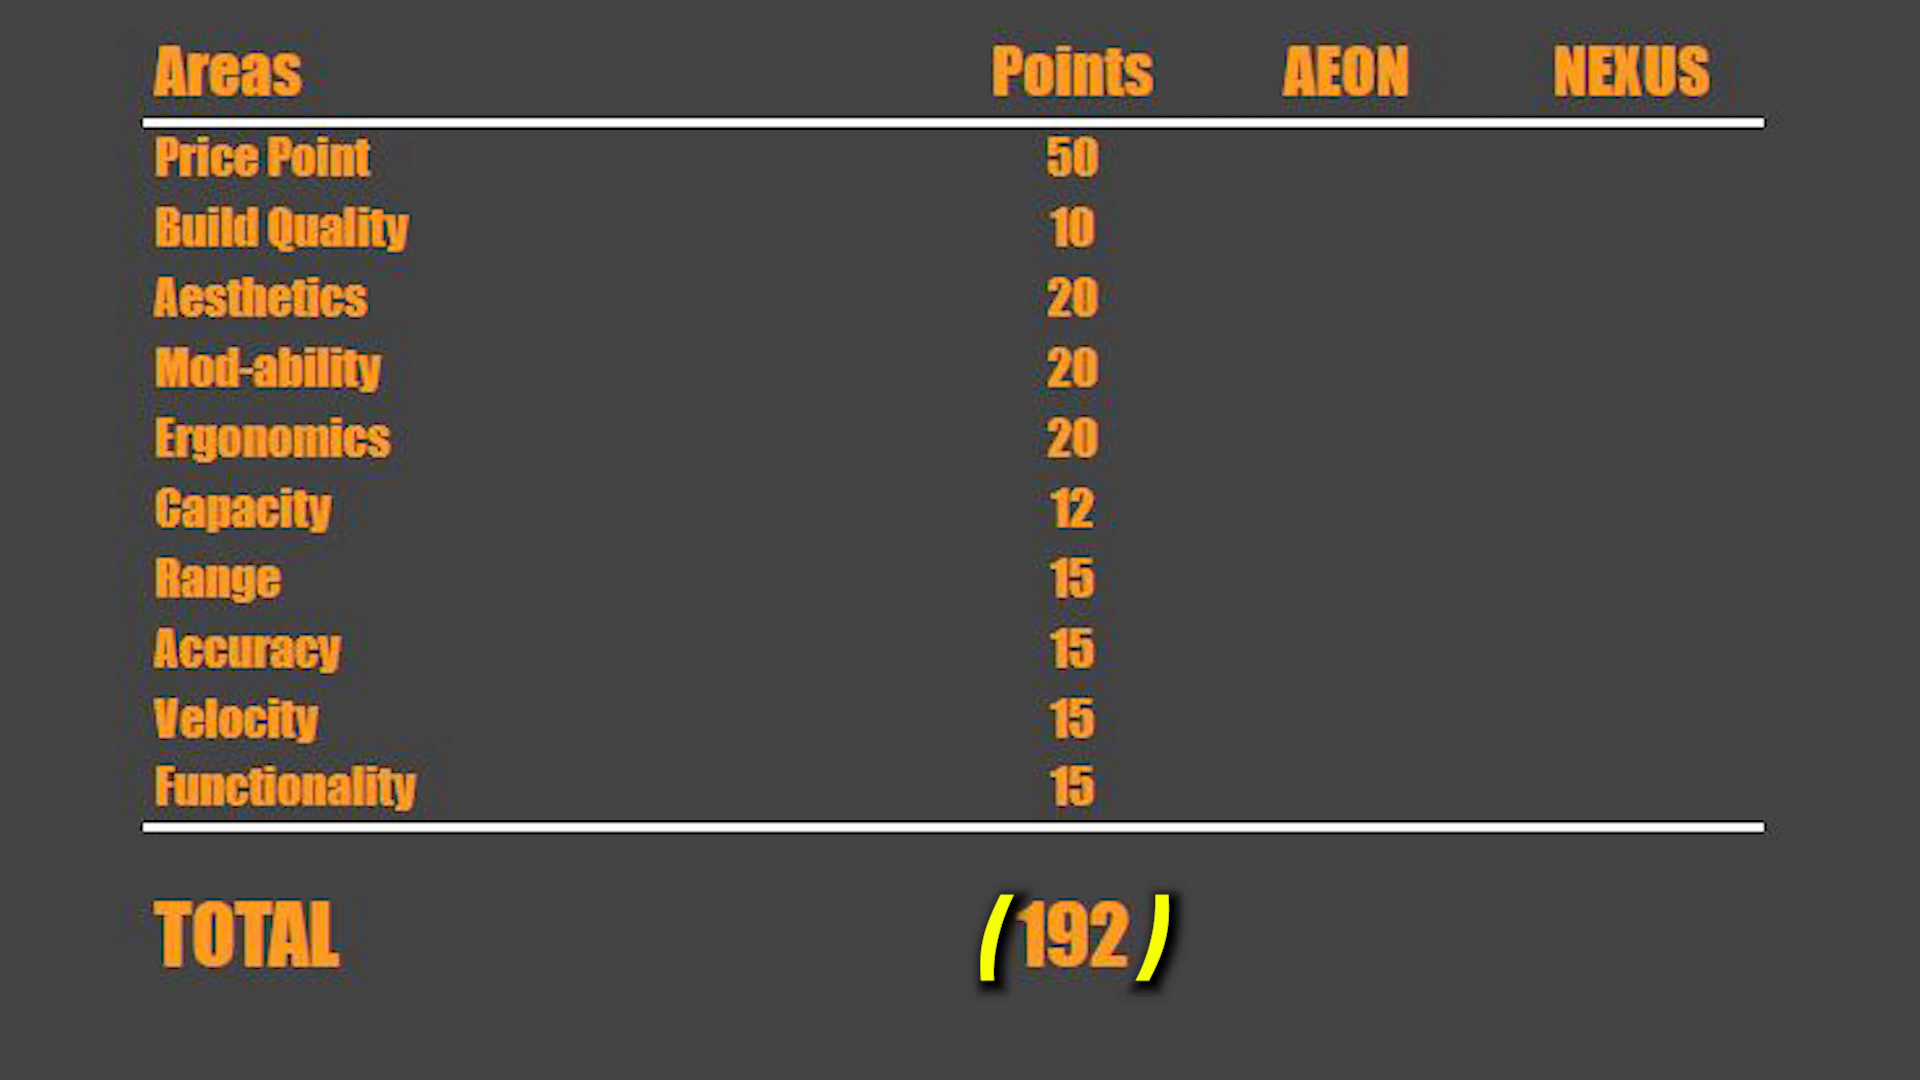 Areas Points AEON NEXUS
Price Point 50
Build Quality 10
Aesthetics 20
Mod-ability 20
Ergonomics 20
Capacity 12
Range 15
Accuracy 15
Velocity 15
Functionality 15
TOTAL (192)